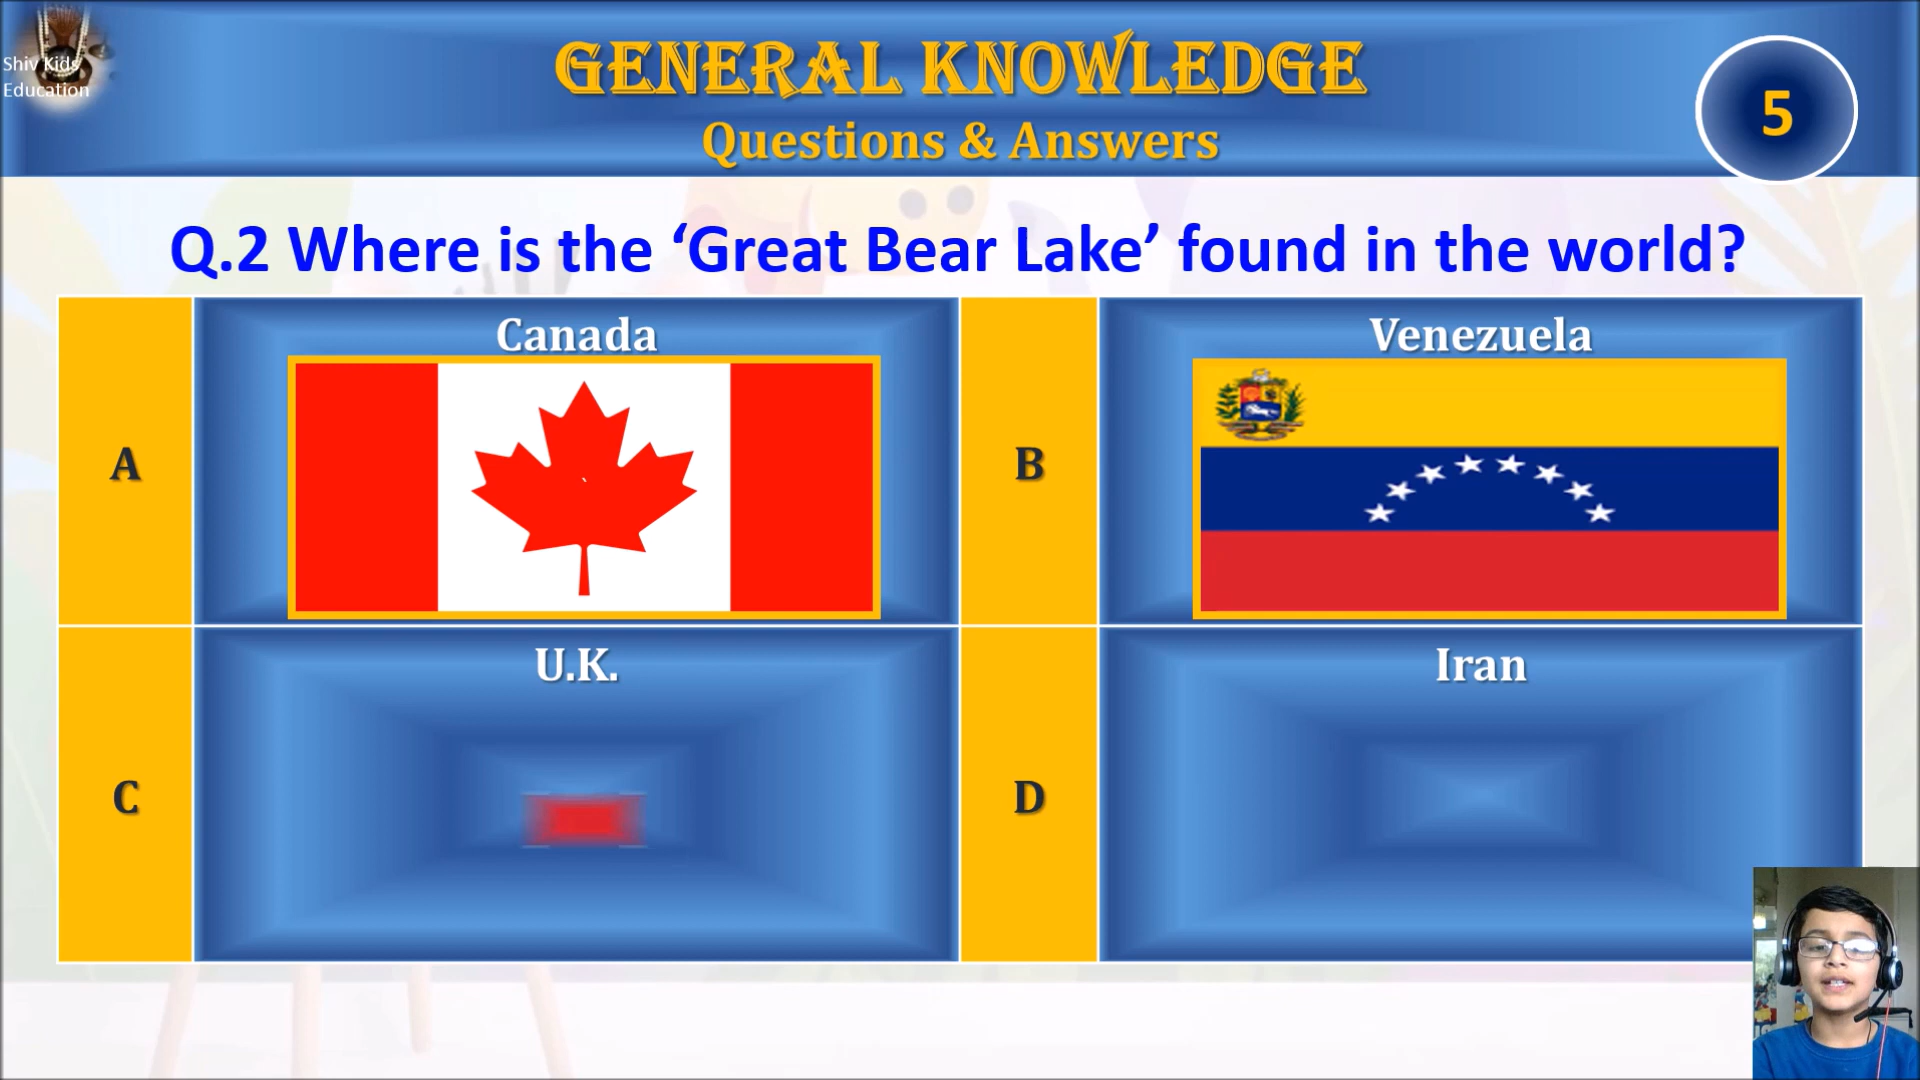 Shiv Kids
Education
GENERAL KNOWLEDGE
Questions & Answers
5
Q.2 Where is the ‘Great Bear Lake’ found in the world?
A
Canada
B
Venezuela
C
U.K.
D
Iran